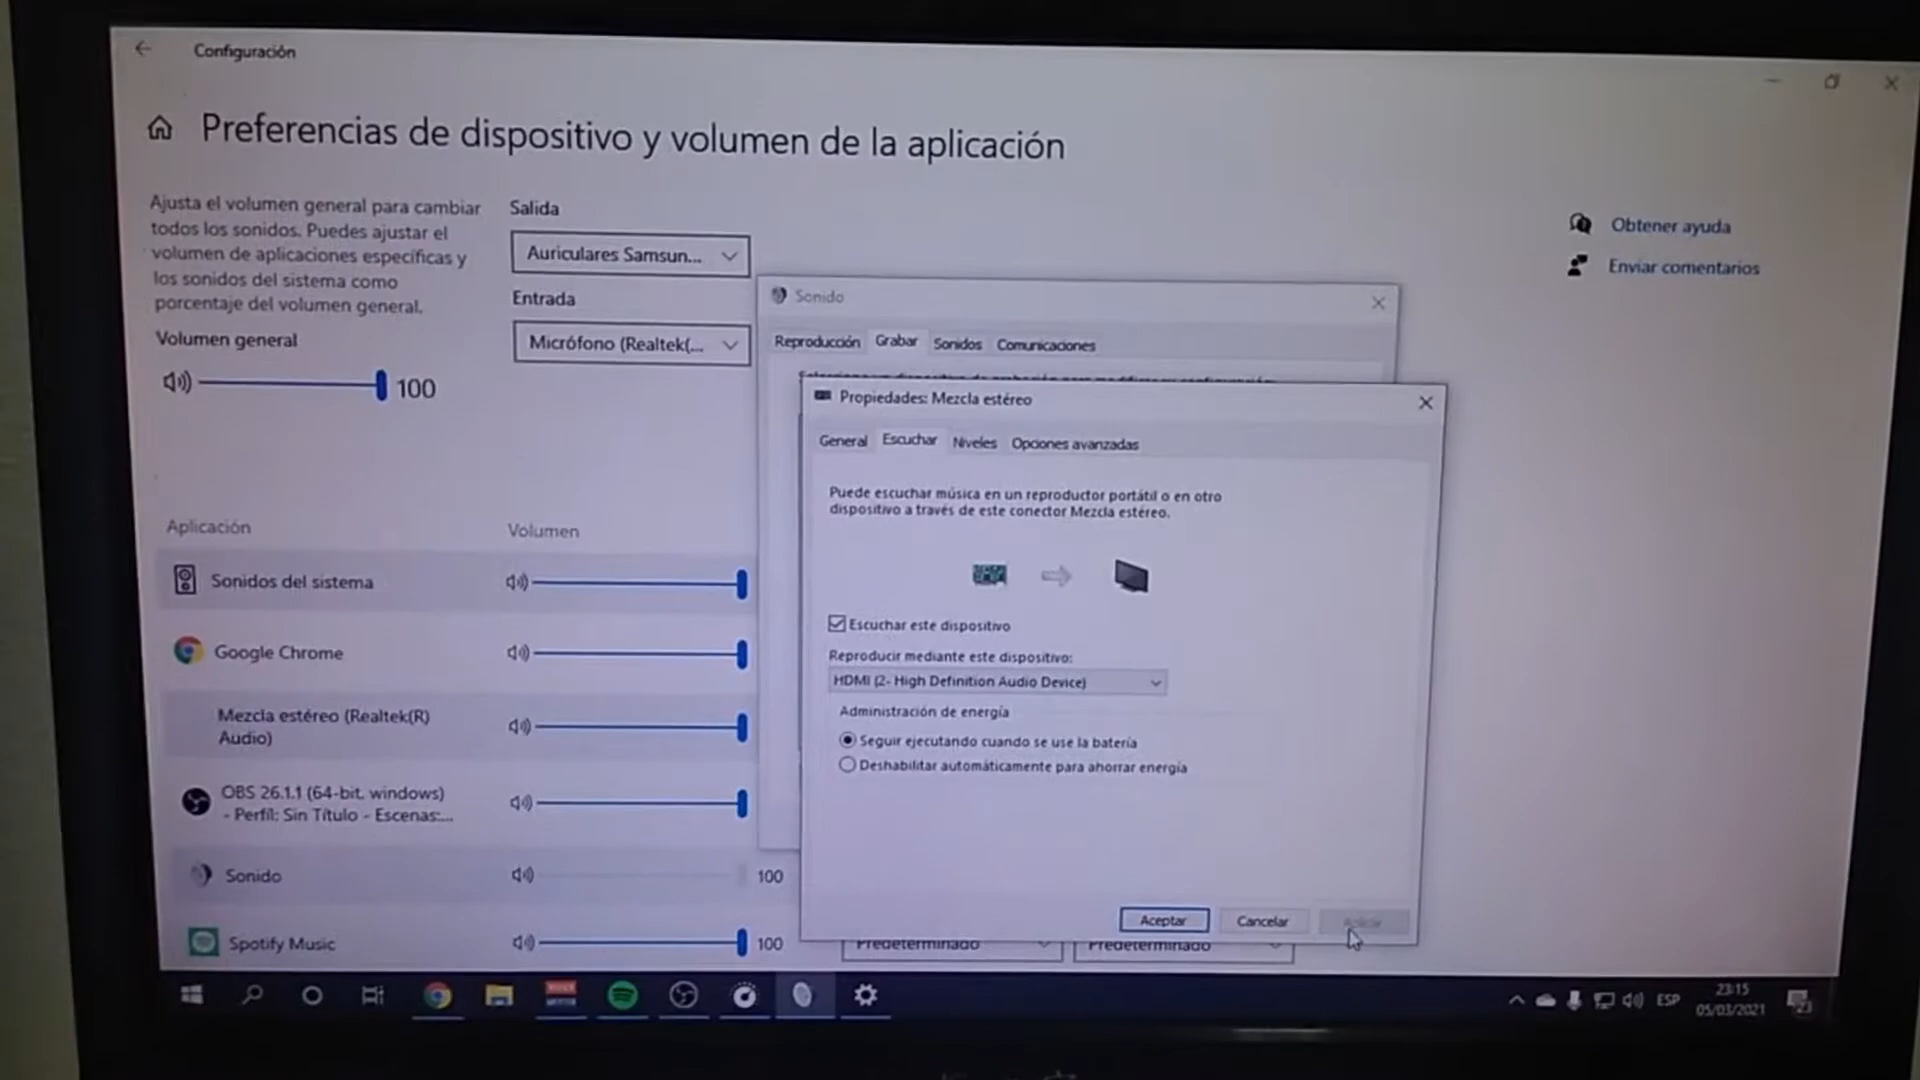 Configuración
Preferencias de dispositivo y volumen de la aplicación
Ajusta el volumen general para cambiar
todos los sonidos. Puedes ajustar el
volumen de aplicaciones específicas y
los sonidos del sistema como
porcentaje del volumen general.
Volumen general
100
Salida
Auriculares Samsun...
Entrada
Micrófono (Realtek(...
Obtener ayuda
Enviar comentarios
Sonido
Reproducción Grabar Sonidos Comunicaciones
Propiedades: Mezcla estéreo
General Escuchar Niveles Opciones avanzadas
Puede escuchar música en un reproductor portátil o en otro
dispositivo a través de este conector Mezcla estéreo.
Escuchar este dispositivo
Reproducir mediante este dispositivo:
HDMI (2- High Definition Audio Device)
Administración de energía
Seguir ejecutando cuando se use la batería
Deshabilitar automáticamente para ahorrar energía
Aceptar Cancelar
Aplicación Volumen
Sonidos del sistema
Google Chrome
Mezcla estéreo (Realtek(R)
Audio)
OBS 26.1.1 (64-bit, windows)
- Perfil: Sin Título - Escenas:...
Sonido 100
Spotify Music 100 Predeterminado Predeterminado
ESP
23:15
05/03/2021
23